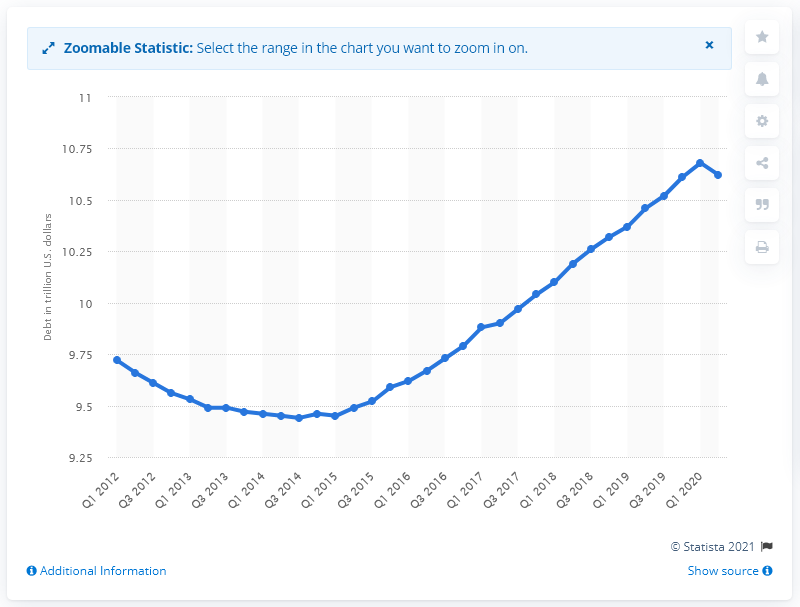 Zoomable Statistic: Select the range in the chart you want to zoom in on.
11
10.75
10.5
10.25
10
9.75
9.5
9.25
Debt in trillion U.S. dollars
Q1 2012
Q3 2012
Q1 2013
Q3 2013
Q1 2014
Q3 2014
Q1 2015
Q3 2015
Q1 2016
Q3 2016
Q1 2017
Q3 2017
Q1 2018
Q3 2018
Q1 2019
Q3 2019
Q1 2020
© Statista 2021
Additional Information
Show source